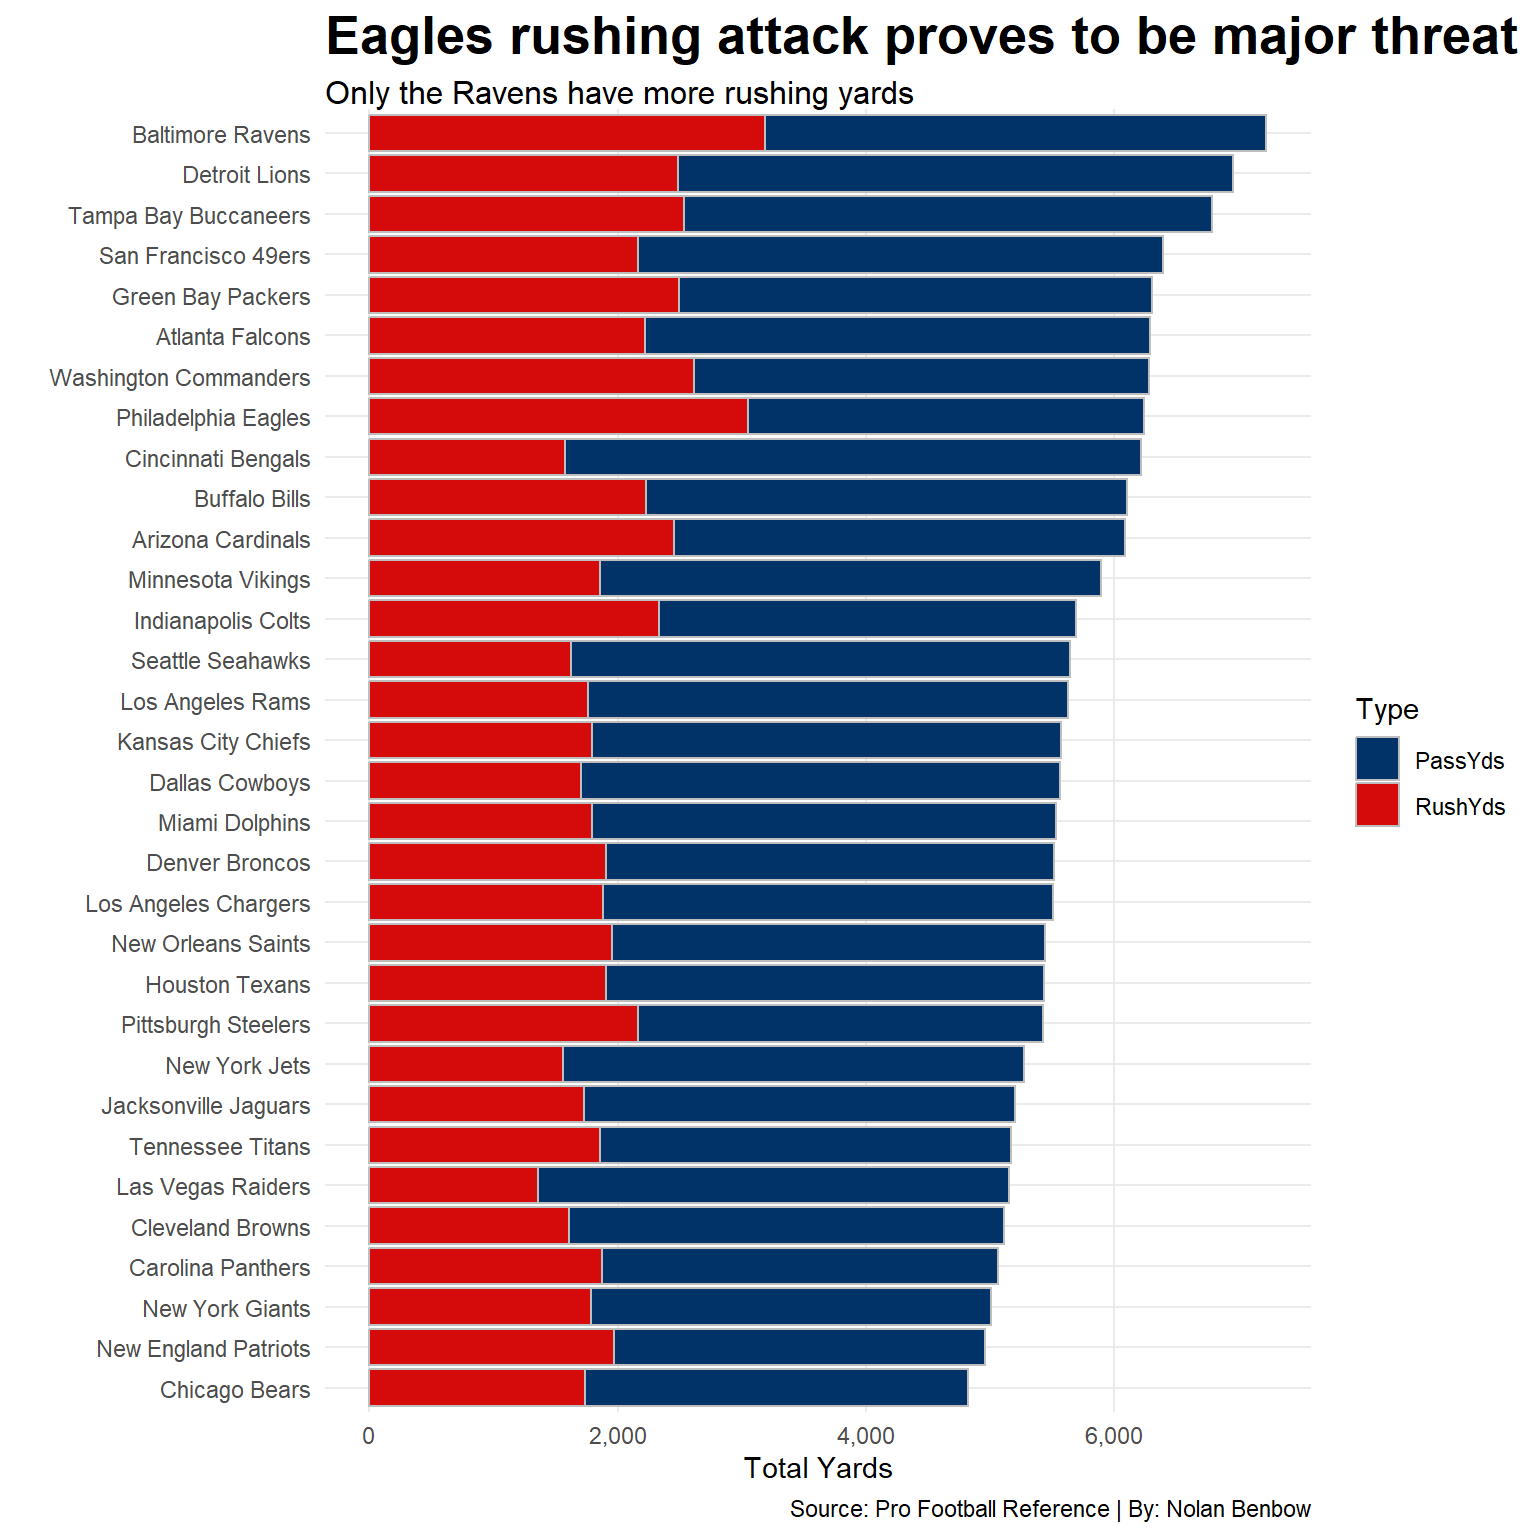 Eagles rushing attack proves to be major threat
Only the Ravens have more rushing yards
Baltimore Ravens
Detroit Lions
Tampa Bay Buccaneers
San Francisco 49ers
Green Bay Packers
Atlanta Falcons
Washington Commanders
Philadelphia Eagles
Cincinnati Bengals
Buffalo Bills
Arizona Cardinals
Minnesota Vikings
Indianapolis Colts
Seattle Seahawks
Los Angeles Rams
Kansas City Chiefs
Dallas Cowboys
Miami Dolphins
Denver Broncos
Los Angeles Chargers
New Orleans Saints
Houston Texans
Pittsburgh Steelers
New York Jets
Jacksonville Jaguars
Tennessee Titans
Las Vegas Raiders
Cleveland Browns
Carolina Panthers
New York Giants
New England Patriots
Chicago Bears
0 2,000 4,000 6,000
Total Yards
Type
PassYds
RushYds
Source: Pro Football Reference | By: Nolan Benbow